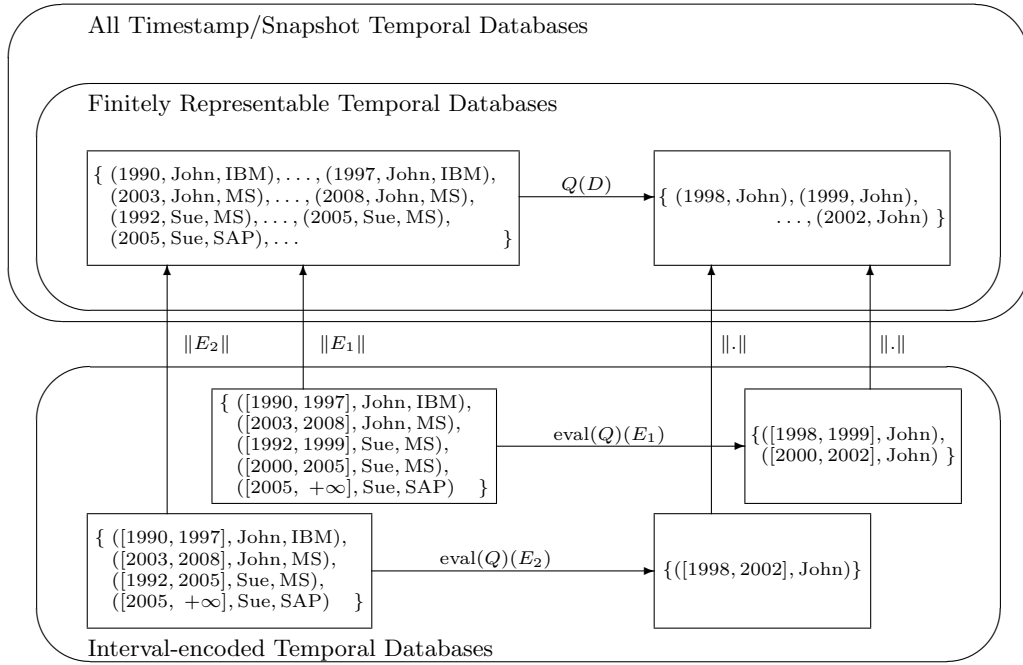 All Timestamp/Snapshot Temporal Databases
Finitely Representable Temporal Databases
{ (1990, John, IBM), . . . , (1997, John, IBM),
(2003, John, MS), . . . , (2008, John, MS),
(1992, Sue, MS), . . . , (2005, Sue, MS),
(2005, Sue, SAP), . . . }
Q(D)
{ (1998, John), (1999, John),
. . . , (2002, John) }
‖E₂‖
‖E₁‖
‖.‖
‖.‖
{ ([1990, 1997], John, IBM),
([2003, 2008], John, MS),
([1992, 1999], Sue, MS),
([2000, 2005], Sue, MS),
([2005, +∞], Sue, SAP) }
eval(Q)(E₁)
{([1998, 1999], John),
([2000, 2002], John) }
{ ([1990, 1997], John, IBM),
([2003, 2008], John, MS),
([1992, 2005], Sue, MS),
([2005, +∞], Sue, SAP) }
eval(Q)(E₂)
{([1998, 2002], John)}
Interval-encoded Temporal Databases